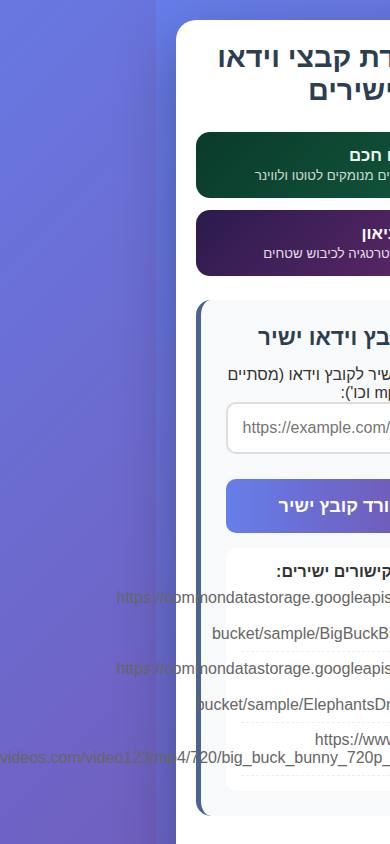 דת קבצי וידאו
ישירים
חכם
ים מנומקים לטוטו ולווינר
יאון
טרטגיה לכיבוש שטחים
בץ וידאו ישיר
שיר לקובץ וידאו (מסתיים
mp וכו'):
https://example.com/
ורד קובץ ישיר
קישורים ישירים:
https://commondatastorage.googleapis
bucket/sample/BigBuckB
https://commondatastorage.googleapis
bucket/sample/ElephantsDr
https://www
videos.com/video123/mp4/720/big_buck_bunny_720p_